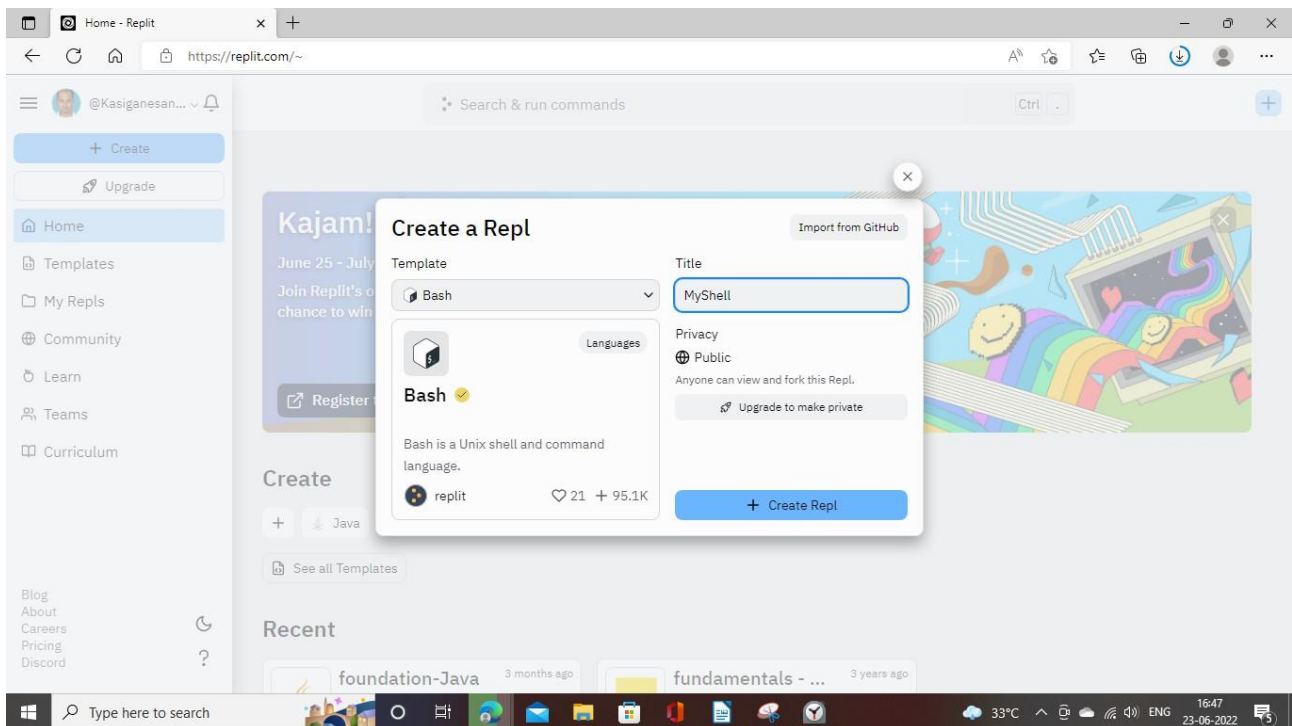 Home - Replit
https://replit.com/~
@Kasiganesan...
Search & run commands
Ctrl .
+ Create
Upgrade
Home
Templates
My Repls
Community
Learn
Teams
Curriculum
Blog
About
Careers
Pricing
Discord
Kajam!
June 25 - July
Join Replit's o
chance to win
Register
Create a Repl
Import from GitHub
Template
Title
Bash
MyShell
Languages
Bash
Bash is a Unix shell and command
language.
replit
21 + 95.1K
Privacy
Public
Anyone can view and fork this Repl.
Upgrade to make private
+ Create Repl
Create
+ Java
See all Templates
Recent
foundation-Java 3 months ago
fundamentals - ... 3 years ago
Type here to search
33°C
ENG
16:47
23-06-2022
5